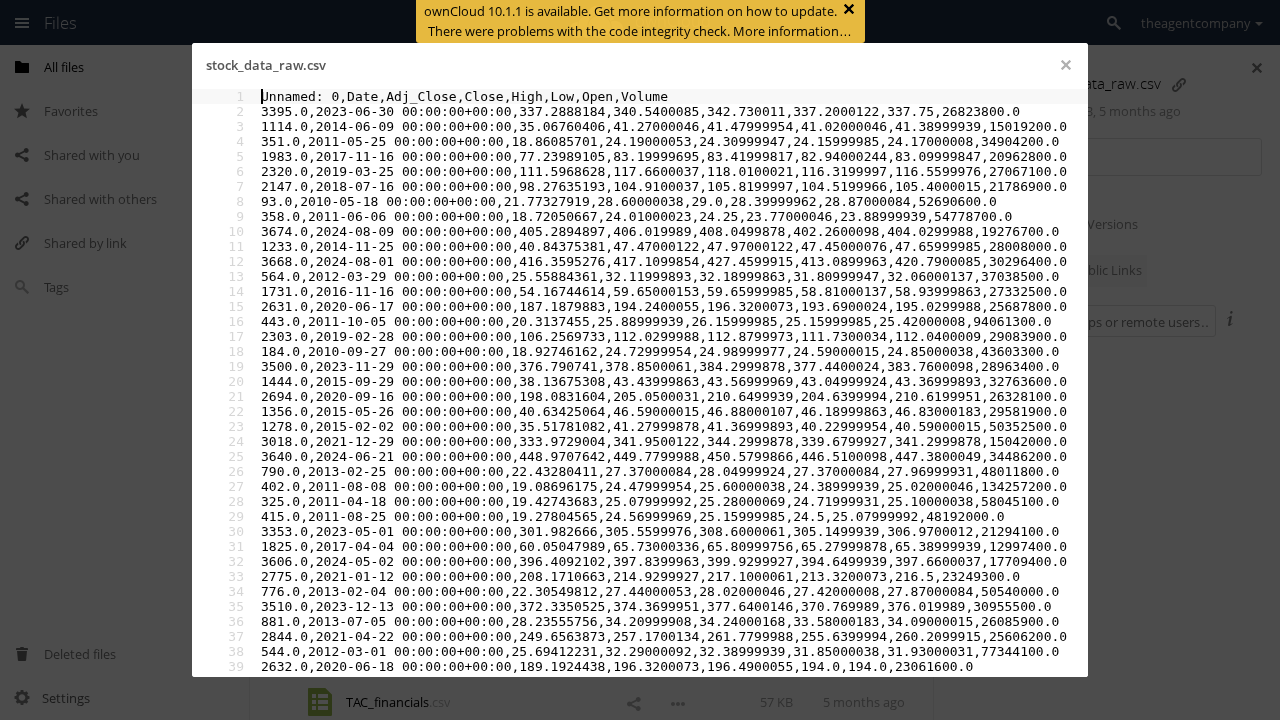 ownCloud 10.1.1 is available. Get more information on how to update.
There were problems with the code integrity check. More information…
Files
theagentcompany
All files
Favorites
Shared with you
Shared with others
Shared by link
Tags
Deleted files
Settings
stock_data_raw.csv
1 Unnamed: 0,Date,Adj_Close,Close,High,Low,Open,Volume
2 3395.0,2023-06-30 00:00:00+00:00,337.2888184,340.5400085,342.730011,337.2000122,337.75,26823800.0
3 1114.0,2014-06-09 00:00:00+00:00,35.06760406,41.27000046,41.47999954,41.02000046,41.38999939,15019200.0
4 351.0,2011-05-25 00:00:00+00:00,18.86085701,24.19000053,24.30999947,24.15999985,24.17000008,34904200.0
5 1983.0,2017-11-16 00:00:00+00:00,77.23989105,83.19999695,83.41999817,82.94000244,83.09999847,20962800.0
6 2320.0,2019-03-25 00:00:00+00:00,111.5968628,117.6600037,118.0100021,116.3199997,116.5599976,27067100.0
7 2147.0,2018-07-16 00:00:00+00:00,98.27635193,104.9100037,105.8199997,104.5199966,105.4000015,21786900.0
8 93.0,2010-05-18 00:00:00+00:00,21.77327919,28.60000038,29.0,28.39999962,28.87000084,52690600.0
9 358.0,2011-06-06 00:00:00+00:00,18.72050667,24.01000023,24.25,23.77000046,23.88999939,54778700.0
10 3674.0,2024-08-09 00:00:00+00:00,405.2894897,406.019989,408.0499878,402.2600098,404.0299988,19276700.0
11 1233.0,2014-11-25 00:00:00+00:00,40.84375381,47.47000122,47.97000122,47.45000076,47.65999985,28008000.0
12 3668.0,2024-08-01 00:00:00+00:00,416.3595276,417.1099854,427.4599915,413.0899963,420.7900085,30296400.0
13 564.0,2012-03-29 00:00:00+00:00,25.55884361,32.11999893,32.18999863,31.80999947,32.06000137,37038500.0
14 1731.0,2016-11-16 00:00:00+00:00,54.16744614,59.65000153,59.65999985,58.81000137,58.93999863,27332500.0
15 2631.0,2020-06-17 00:00:00+00:00,187.1879883,194.2400055,196.3200073,193.6900024,195.0299988,25687800.0
16 443.0,2011-10-05 00:00:00+00:00,20.3137455,25.88999939,26.15999985,25.15999985,25.42000008,94061300.0
17 2303.0,2019-02-28 00:00:00+00:00,106.2569733,112.0299988,112.8799973,111.7300034,112.0400009,29083900.0
18 184.0,2010-09-27 00:00:00+00:00,18.92746162,24.72999954,24.98999977,24.59000015,24.85000038,43603300.0
19 3500.0,2023-11-29 00:00:00+00:00,376.790741,378.8500061,384.2999878,377.4400024,383.7600098,28963400.0
20 1444.0,2015-09-29 00:00:00+00:00,38.13675308,43.43999863,43.56999969,43.04999924,43.36999893,32763600.0
21 2694.0,2020-09-16 00:00:00+00:00,198.0831604,205.0500031,210.6499939,204.6399994,210.6199951,26328100.0
22 1356.0,2015-05-26 00:00:00+00:00,40.63425064,46.59000015,46.88000107,46.18999863,46.83000183,29581900.0
23 1278.0,2015-02-02 00:00:00+00:00,35.51781082,41.27999878,41.36999893,40.22999954,40.59000015,50352500.0
24 3018.0,2021-12-29 00:00:00+00:00,333.9729004,341.9500122,344.2999878,339.6799927,341.2999878,15042000.0
25 3640.0,2024-06-21 00:00:00+00:00,448.9707642,449.7799988,450.5799866,446.5100098,447.3800049,34486200.0
26 790.0,2013-02-25 00:00:00+00:00,22.43280411,27.37000084,28.04999924,27.37000084,27.96999931,48011800.0
27 402.0,2011-08-08 00:00:00+00:00,19.08696175,24.47999954,25.60000038,24.38999939,25.02000046,134257200.0
28 325.0,2011-04-18 00:00:00+00:00,19.42743683,25.07999992,25.28000069,24.71999931,25.10000038,58045100.0
29 415.0,2011-08-25 00:00:00+00:00,19.27804565,24.56999969,25.15999985,24.5,25.07999992,48192000.0
30 3353.0,2023-05-01 00:00:00+00:00,301.982666,305.5599976,308.6000061,305.1499939,306.9700012,21294100.0
31 1825.0,2017-04-04 00:00:00+00:00,60.05047989,65.73000336,65.80999756,65.27999878,65.38999939,12997400.0
32 3606.0,2024-05-02 00:00:00+00:00,396.4092102,397.8399963,399.9299927,394.6499939,397.6600037,17709400.0
33 2775.0,2021-01-12 00:00:00+00:00,208.1710663,214.9299927,217.1000061,213.3200073,216.5,23249300.0
34 776.0,2013-02-04 00:00:00+00:00,22.30549812,27.44000053,28.02000046,27.42000008,27.87000084,50540000.0
35 3510.0,2023-12-13 00:00:00+00:00,372.3350525,374.3699951,377.6400146,370.769989,376.019989,30955500.0
36 881.0,2013-07-05 00:00:00+00:00,28.23555756,34.20999908,34.24000168,33.58000183,34.09000015,26085900.0
37 2844.0,2021-04-22 00:00:00+00:00,249.6563873,257.1700134,261.7799988,255.6399994,260.2099915,25606200.0
38 544.0,2012-03-01 00:00:00+00:00,25.69412231,32.29000092,32.38999939,31.85000038,31.93000031,77344100.0
39 2632.0,2020-06-18 00:00:00+00:00,189.1924438,196.3200073,196.4900055,194.0,194.0,23061600.0
ata_raw.csv
, 5 months ago
Versions
blic Links
ps or remote users…
TAC_financials.csv
57 KB
5 months ago